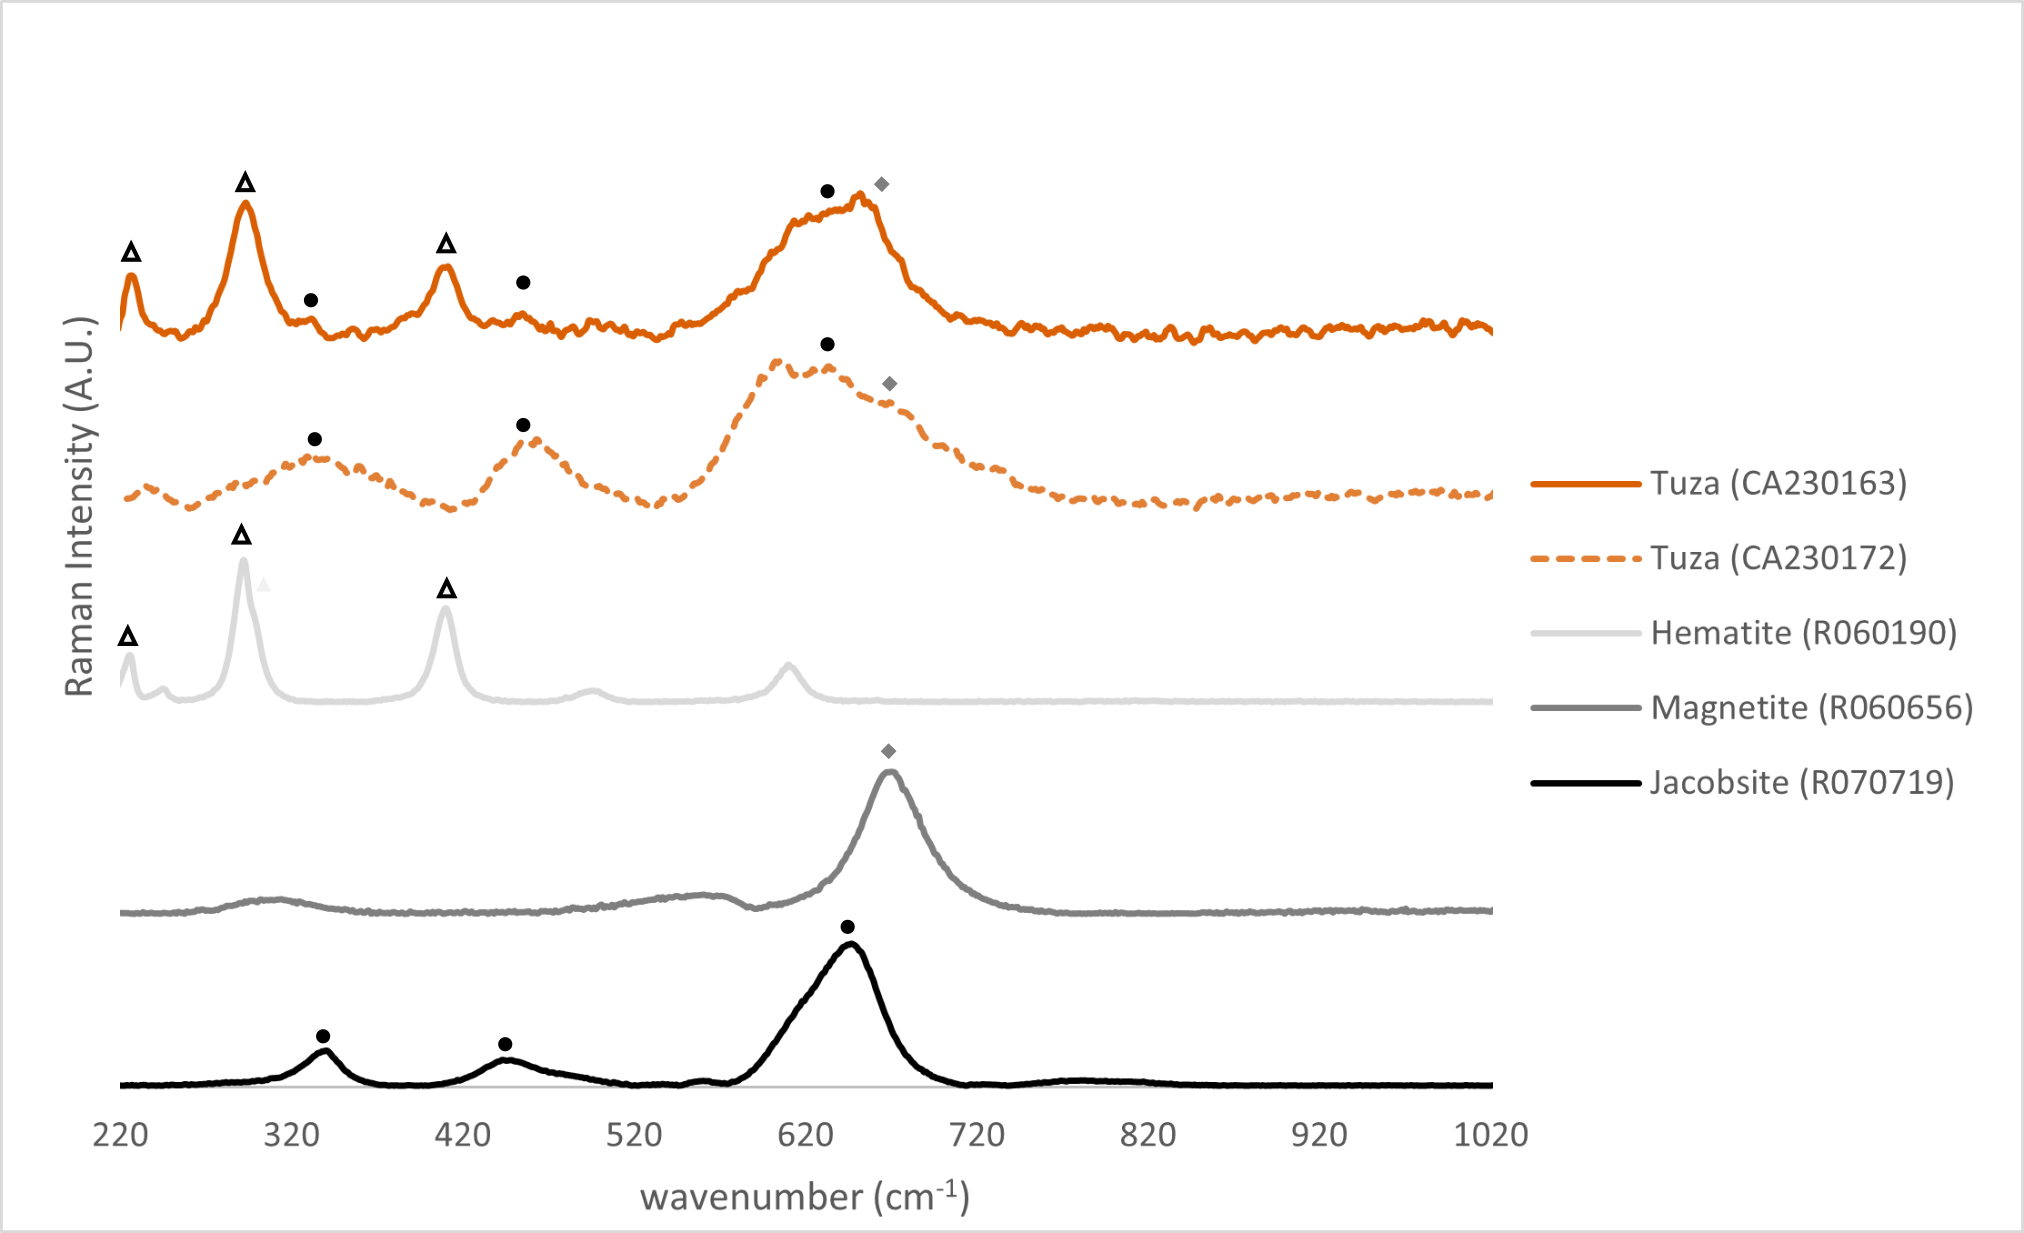 Raman Intensity (A.U.)
220 320 420 520 620 720 820 920 1020
wavenumber (cm⁻¹)
Tuza (CA230163)
Tuza (CA230172)
Hematite (R060190)
Magnetite (R060656)
Jacobsite (R070719)